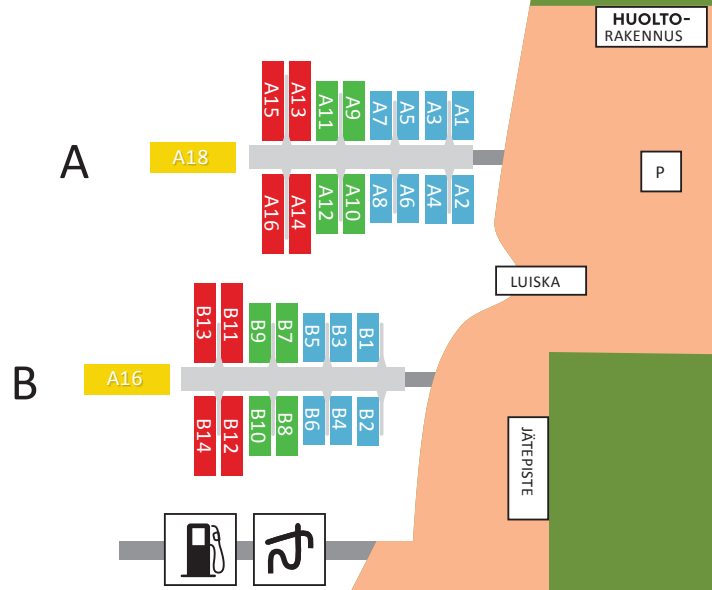 HUOLTO-
RAKENNUS
A15 A13 A11 A9 A7 A5 A3 A1
A
A18
P
A16 A14 A12 A10 A8 A6 A4 A2
LUISKA
B13 B11 B9 B7 B5 B3 B1
B
A16
B14 B12 B10 B8 B6 B4 B2
JÄTEPISTE